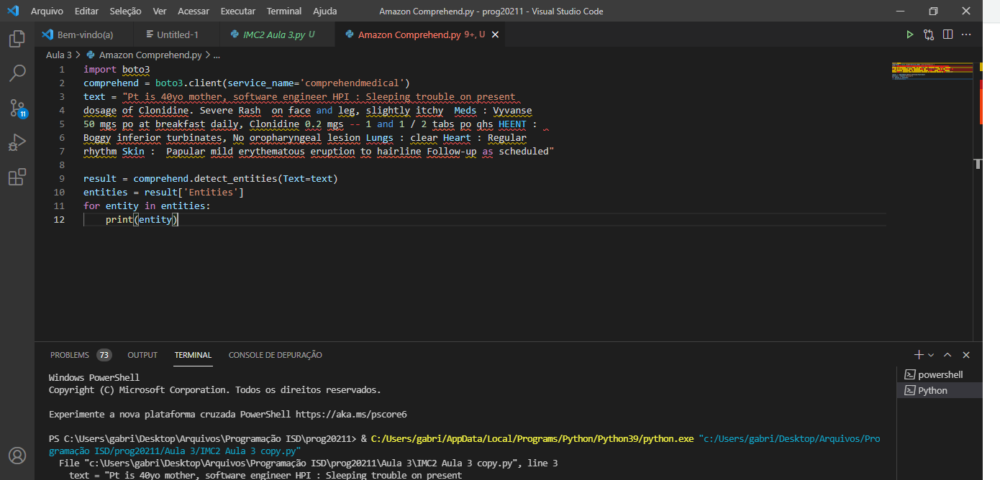 Arquivo Editar Seleção Ver Acessar Executar Terminal Ajuda Amazon Comprehend.py - prog20211 - Visual Studio Code
Bem-vindo(a) Untitled-1 IMC2 Aula 3.py U Amazon Comprehend.py 9+, U
Aula 3 > Amazon Comprehend.py > ...
1 import boto3
2 comprehend = boto3.client(service_name='comprehendmedical')
3 text = "Pt is 40yo mother, software engineer HPI : Sleeping trouble on present
4 dosage of Clonidine. Severe Rash  on face and leg, slightly itchy  Meds : Vyvanse
5 50 mgs po at breakfast daily, Clonidine 0.2 mgs -- 1 and 1 / 2 tabs po qhs HEENT :
6 Boggy inferior turbinates, No oropharyngeal lesion Lungs : clear Heart : Regular
7 rhythm Skin :  Papular mild erythematous eruption to hairline Follow-up as scheduled"
8
9 result = comprehend.detect_entities(Text=text)
10 entities = result['Entities']
11 for entity in entities:
12     print(entity)
11
PROBLEMS 73 OUTPUT TERMINAL CONSOLE DE DEPURAÇÃO
powershell
Python
Windows PowerShell
Copyright (C) Microsoft Corporation. Todos os direitos reservados.
Experimente a nova plataforma cruzada PowerShell https://aka.ms/pscore6
PS C:\Users\gabri\Desktop\Arquivos\Programação ISD\prog20211> & C:/Users/gabri/AppData/Local/Programs/Python/Python39/python.exe "c:/Users/gabri/Desktop/Arquivos/Pro
gramação ISD/prog20211/Aula 3/IMC2 Aula 3 copy.py"
  File "c:\Users\gabri\Desktop\Arquivos\Programação ISD\prog20211\Aula 3\IMC2 Aula 3 copy.py", line 3
    text = "Pt is 40yo mother, software engineer HPI : Sleeping trouble on present